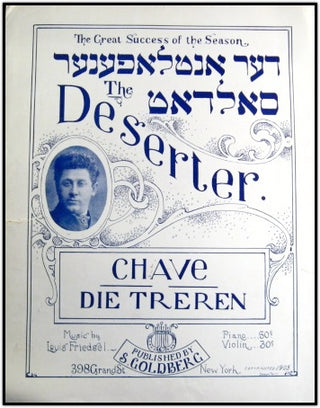 The Great Success of the Season
דער אנטלאפענער
The סאלדאט
Deserter.
CHAVE
DIE TREREN
Music by
Louis Friedsel.
Piano....60¢
Violin...30¢
PUBLISHED BY
S. GOLDBERG
398 Grand St. New York